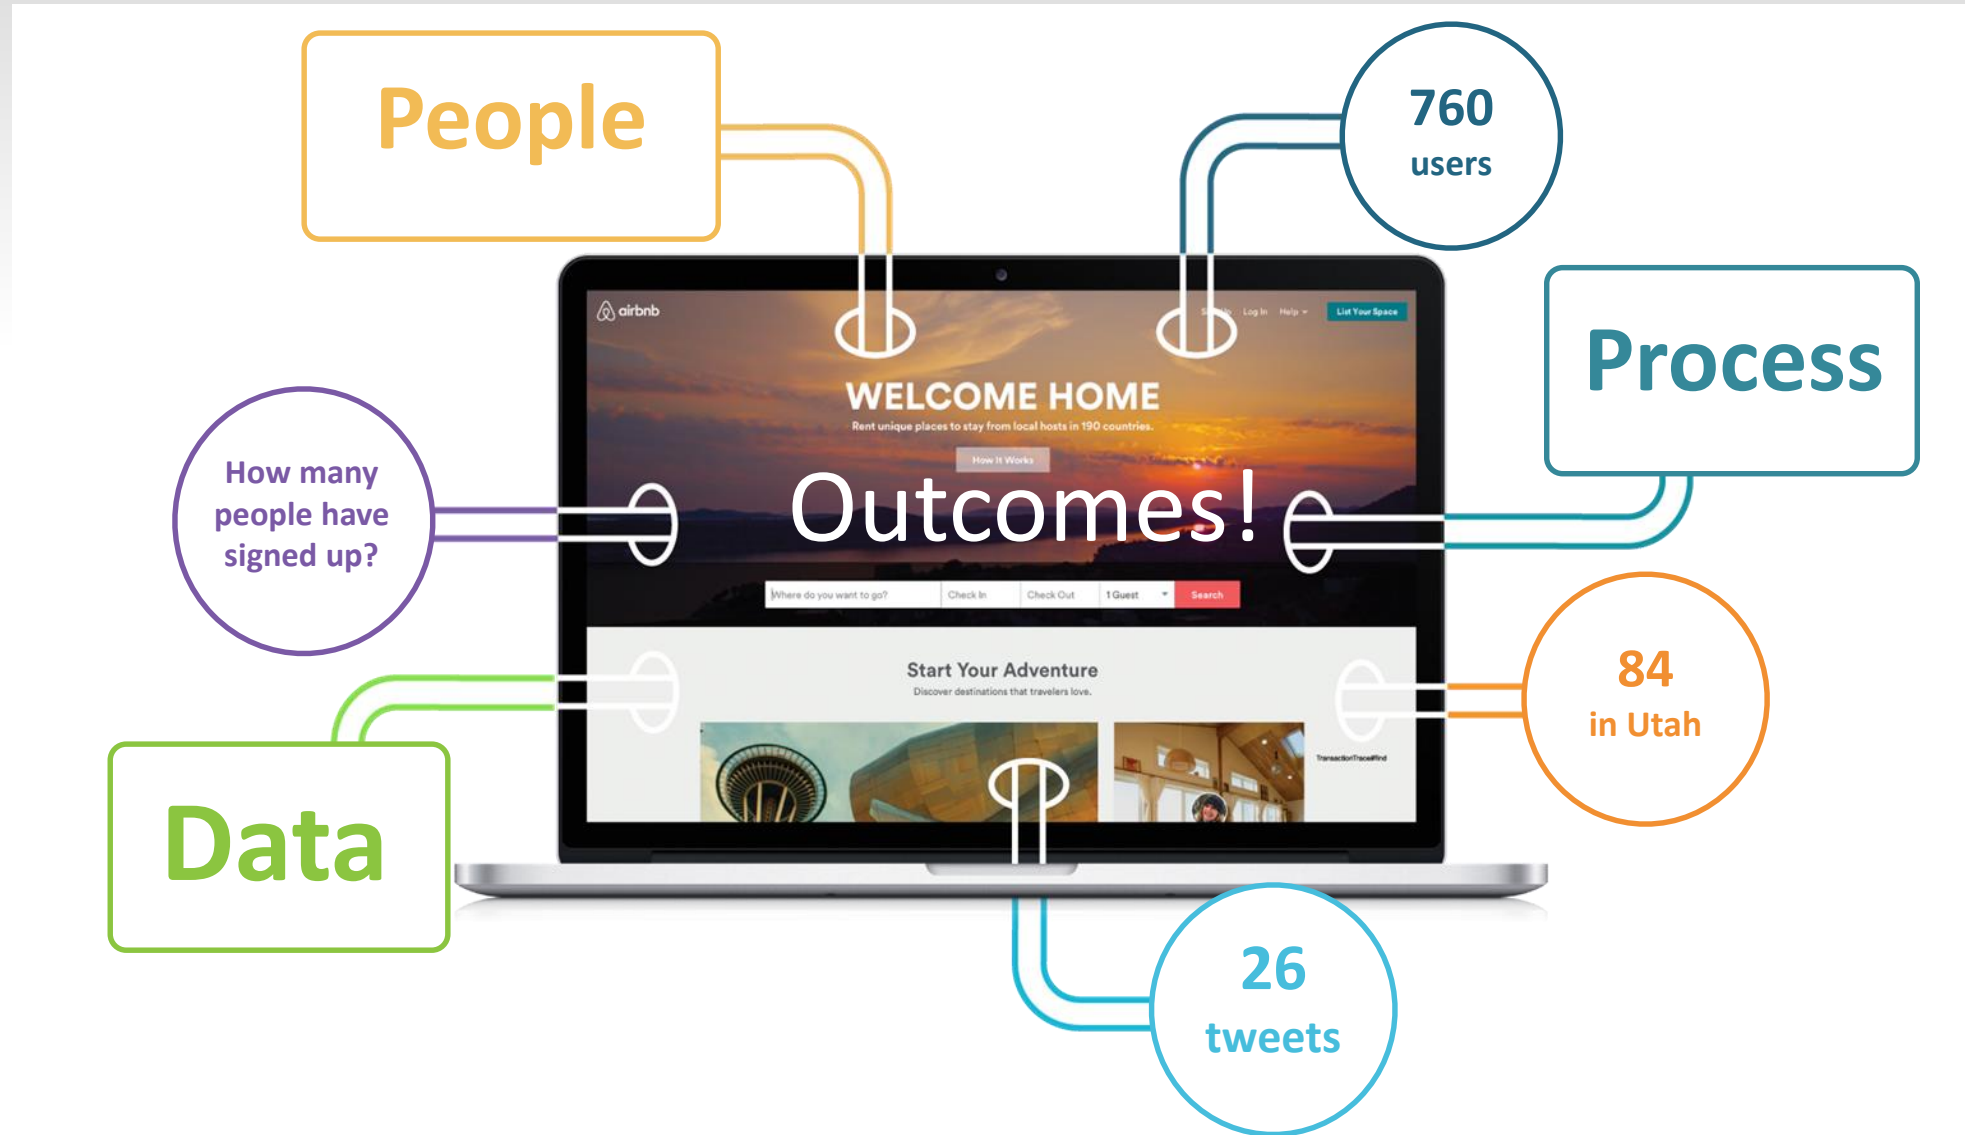 People
760
users
airbnb
Log In
Help
List Your Space
WELCOME HOME
Rent unique places to stay from local hosts in 190 countries.
How It Works
Process
How many
people have
signed up?
Outcomes!
Where do you want to go?
Check In
Check Out
1 Guest
Search
84
in Utah
Start Your Adventure
Discover destinations that travelers love.
Data
26
tweets